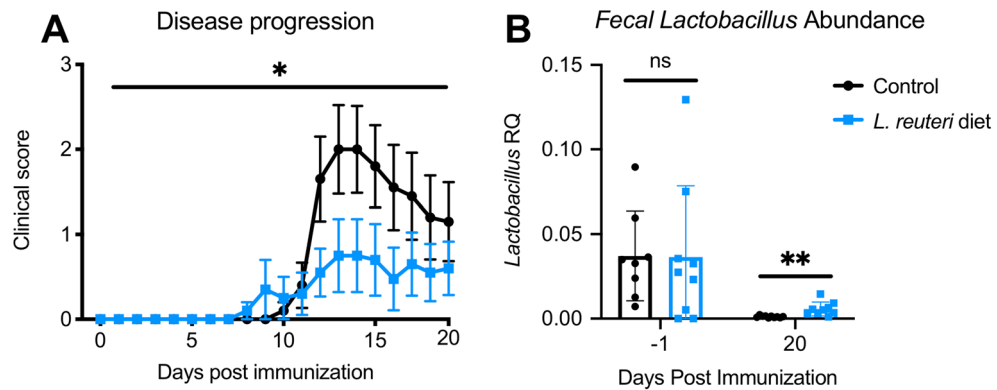 A
Disease progression
3
2
1
0
Clinical score
*
0
5
10
15
20
Days post immunization
B
Fecal Lactobacillus Abundance
0.15
0.10
0.05
0.00
Lactobacillus RQ
ns
**
-1
20
Days Post Immunization
Control
L. reuteri diet